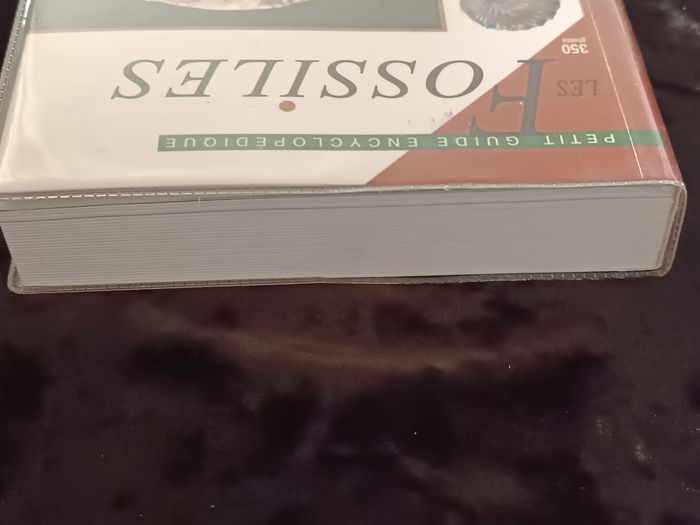 PETIT GUIDE ENCYCLOPÉDIQUE
LES FOSSILES
350
photos